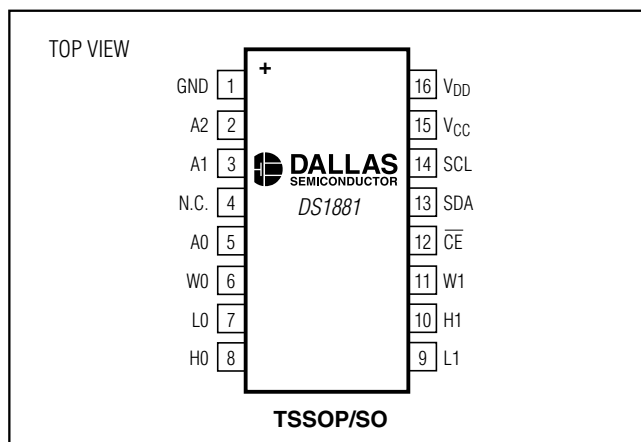 TOP VIEW
+
GND 1
A2 2
A1 3
N.C. 4
A0 5
W0 6
L0 7
H0 8
DALLAS
SEMICONDUCTOR
DS1881
16 VDD
15 VCC
14 SCL
13 SDA
12 C̅E̅
11 W1
10 H1
9 L1
TSSOP/SO